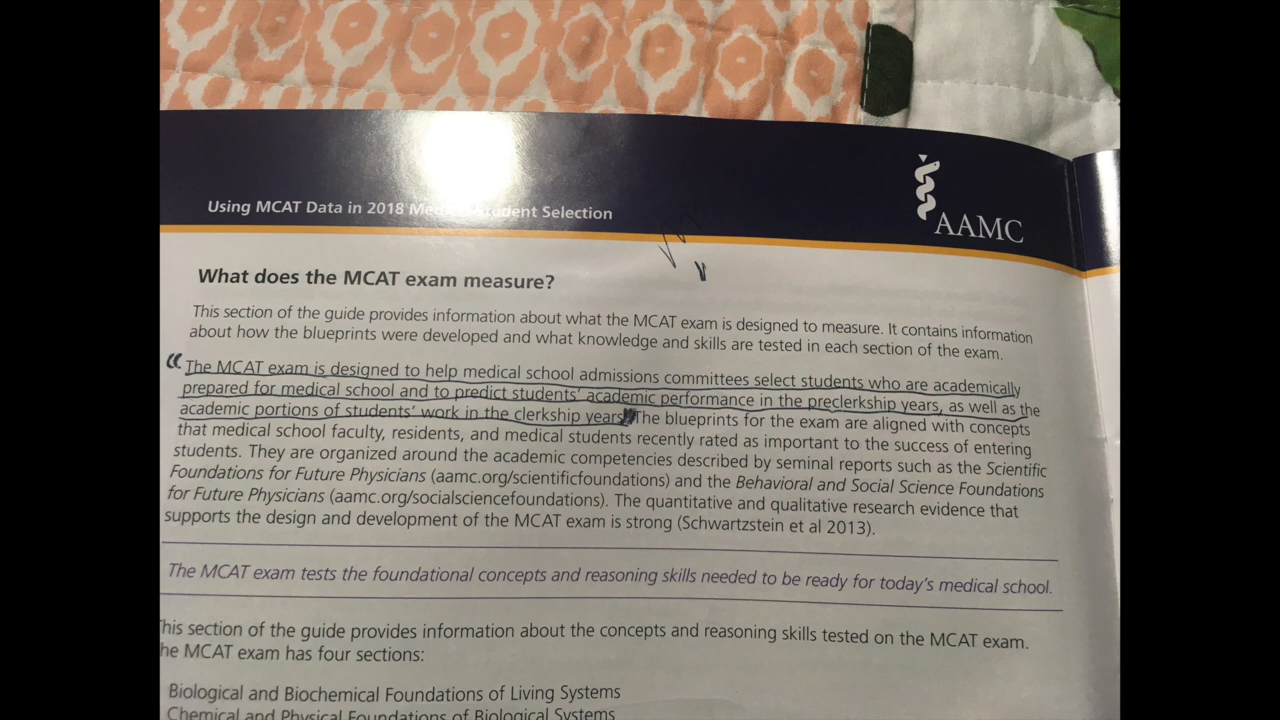 Using MCAT Data in 2018 Medical Student Selection
AAMC
What does the MCAT exam measure?
This section of the guide provides information about what the MCAT exam is designed to measure. It contains information
about how the blueprints were developed and what knowledge and skills are tested in each section of the exam.
“The MCAT exam is designed to help medical school admissions committees select students who are academically
prepared for medical school and to predict students’ academic performance in the preclerkship years, as well as the
academic portions of students’ work in the clerkship years” The blueprints for the exam are aligned with concepts
that medical school faculty, residents, and medical students recently rated as important to the success of entering
students. They are organized around the academic competencies described by seminal reports such as the Scientific
Foundations for Future Physicians (aamc.org/scientificfoundations) and the Behavioral and Social Science Foundations
for Future Physicians (aamc.org/socialsciencefoundations). The quantitative and qualitative research evidence that
supports the design and development of the MCAT exam is strong (Schwartzstein et al 2013).
The MCAT exam tests the foundational concepts and reasoning skills needed to be ready for today’s medical school.
This section of the guide provides information about the concepts and reasoning skills tested on the MCAT exam.
The MCAT exam has four sections:
Biological and Biochemical Foundations of Living Systems
Chemical and Physical Foundations of Biological Systems